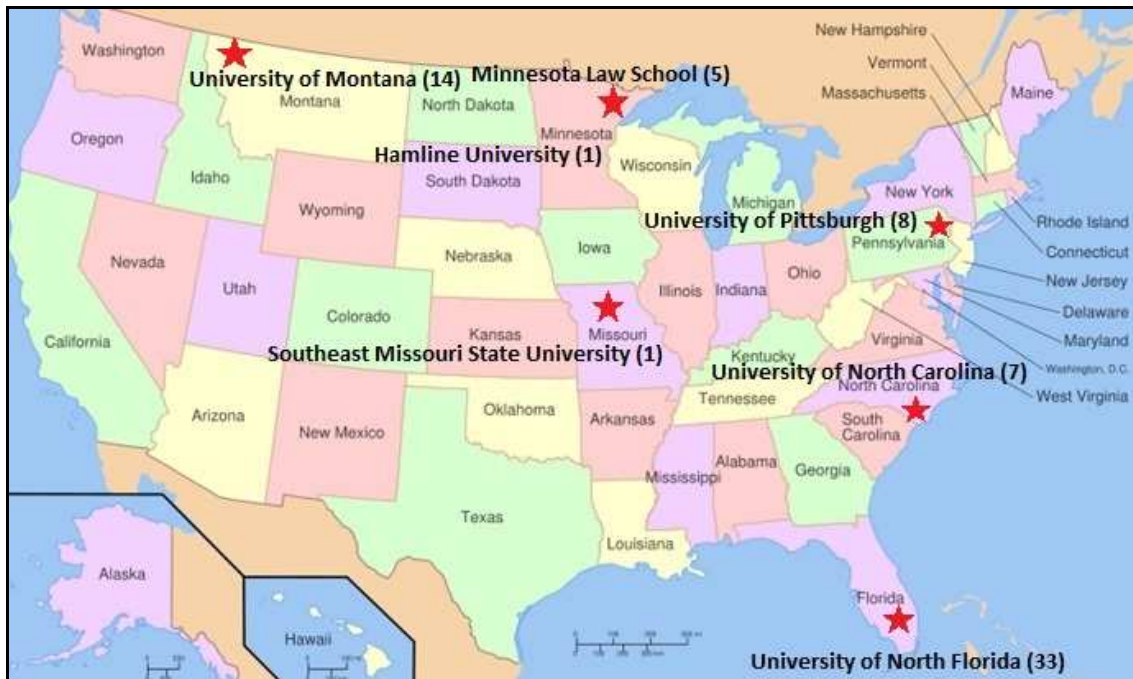 New Hampshire
Vermont
Massachusetts
Washington
University of Montana (14)
Minnesota Law School (5)
Montana
North Dakota
Minnesota
Maine
Oregon
Hamline University (1)
Idaho
South Dakota
Wisconsin
Wyoming
Michigan
New York
University of Pittsburgh (8)
Rhode Island
Pennsylvania
Connecticut
Iowa
Nebraska
Nevada
Utah
Ohio
Illinois
Indiana
New Jersey
Delaware
Colorado
California
Kansas
Missouri
Virginia
Maryland
Southeast Missouri State University (1)
Kentucky
University of North Carolina (7)
Washington, D.C.
North Carolina
West Virginia
Tennessee
Arizona
Oklahoma
New Mexico
Arkansas
South
Carolina
Mississippi
Alabama
Georgia
Texas
Louisiana
Alaska
Florida
Hawaii
University of North Florida (33)